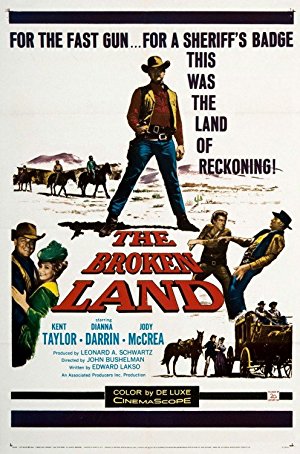 FOR THE FAST GUN...FOR A SHERIFF'S BADGE
THIS
WAS
THE
LAND
OF
RECKONING!
THE
BROKEN
LAND
starring
KENT TAYLOR
DIANNA DARRIN
JODY McCREA
Produced by LEONARD A. SCHWARTZ
Directed by JOHN BUSHELMAN
Written by EDWARD LAKSO
An Associated Producers Inc. Production
COLOR by DE LUXE
CINEMASCOPE